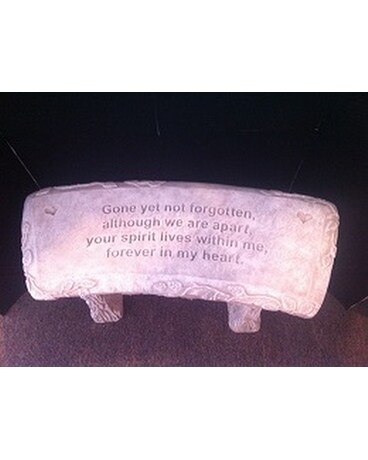 Gone yet not forgotten,
although we are apart,
your spirit lives within me,
forever in my heart.